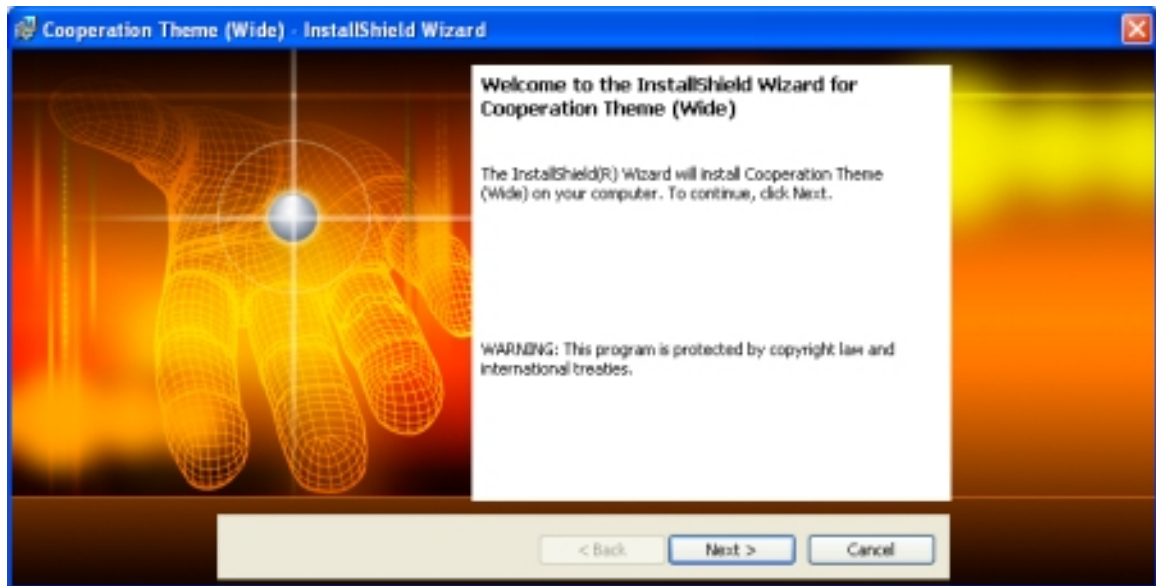 Cooperation Theme (Wide) - InstallShield Wizard
Welcome to the InstallShield Wizard for
Cooperation Theme (Wide)
The InstallShield(R) Wizard will install Cooperation Theme
(Wide) on your computer. To continue, click Next.
WARNING: This program is protected by copyright law and
international treaties.
< Back
Next >
Cancel